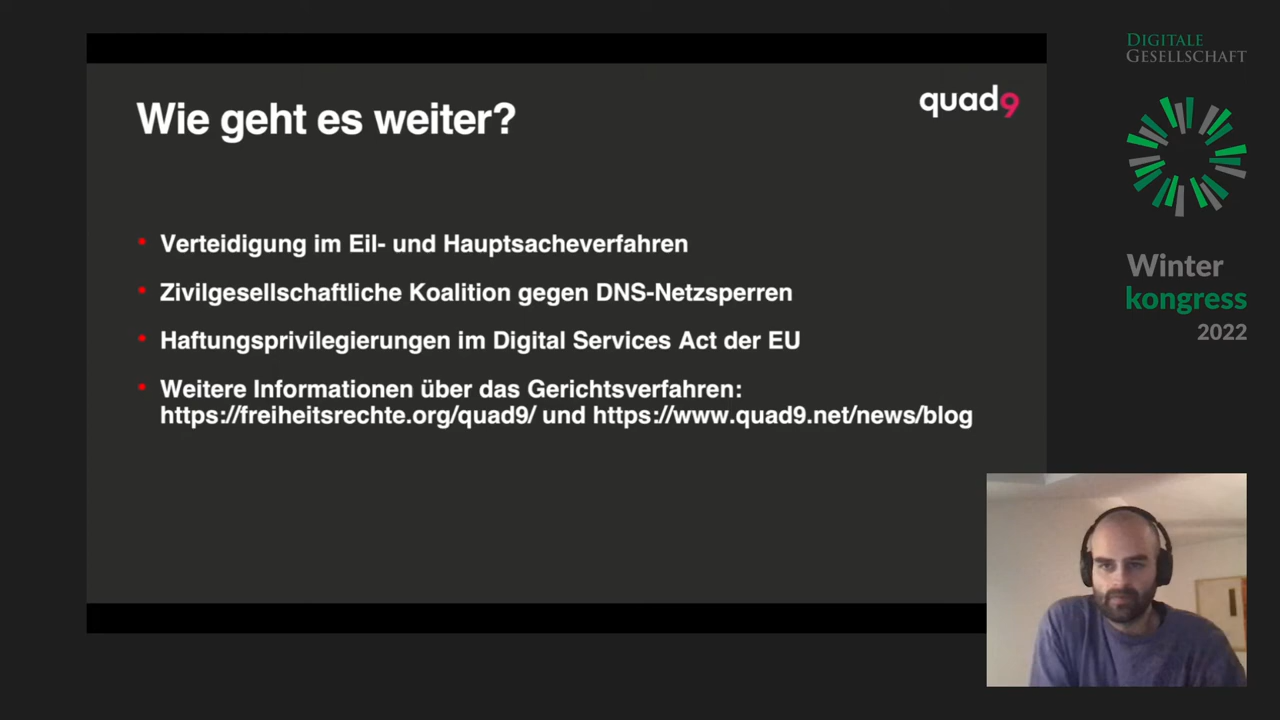 Wie geht es weiter?
quad9
Verteidigung im Eil- und Hauptsacheverfahren
Zivilgesellschaftliche Koalition gegen DNS-Netzsperren
Haftungsprivilegierungen im Digital Services Act der EU
Weitere Informationen über das Gerichtsverfahren:
https://freiheitsrechte.org/quad9/ und https://www.quad9.net/news/blog
DIGITALE
GESELLSCHAFT
Winter
kongress
2022